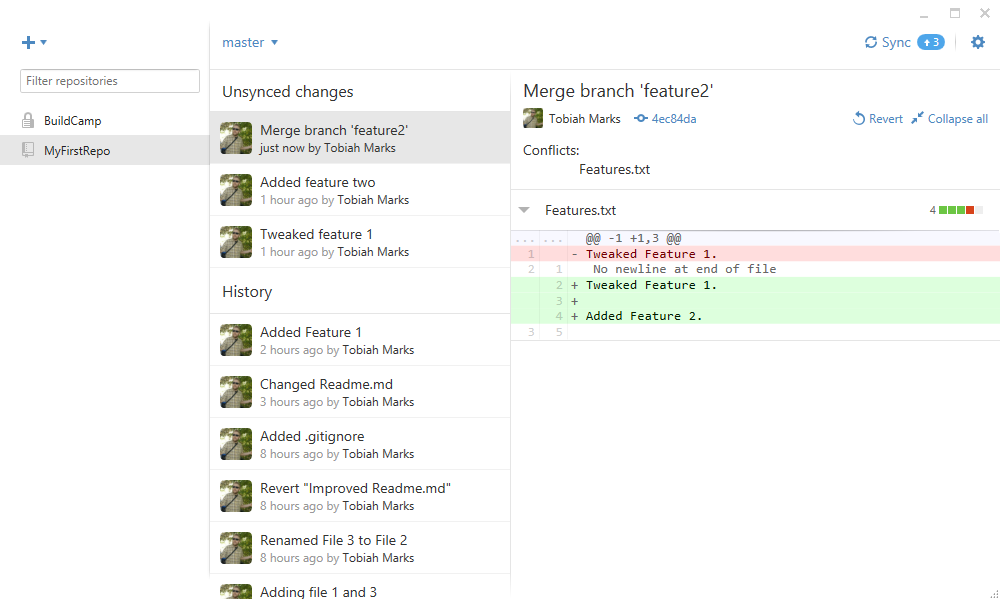 master
Sync 3
Filter repositories
BuildCamp
MyFirstRepo
Unsynced changes
Merge branch 'feature2'
just now by Tobiah Marks
Added feature two
1 hour ago by Tobiah Marks
Tweaked feature 1
1 hour ago by Tobiah Marks
History
Added Feature 1
2 hours ago by Tobiah Marks
Changed Readme.md
3 hours ago by Tobiah Marks
Added .gitignore
8 hours ago by Tobiah Marks
Revert "Improved Readme.md"
8 hours ago by Tobiah Marks
Renamed File 3 to File 2
8 hours ago by Tobiah Marks
Adding file 1 and 3
Merge branch 'feature2'
Tobiah Marks 4ec84da Revert Collapse all
Conflicts:
Features.txt
Features.txt 4
... ... @@ -1 +1,3 @@
1 - Tweaked Feature 1.
2 1 No newline at end of file
2 + Tweaked Feature 1.
3 +
4 + Added Feature 2.
3 5